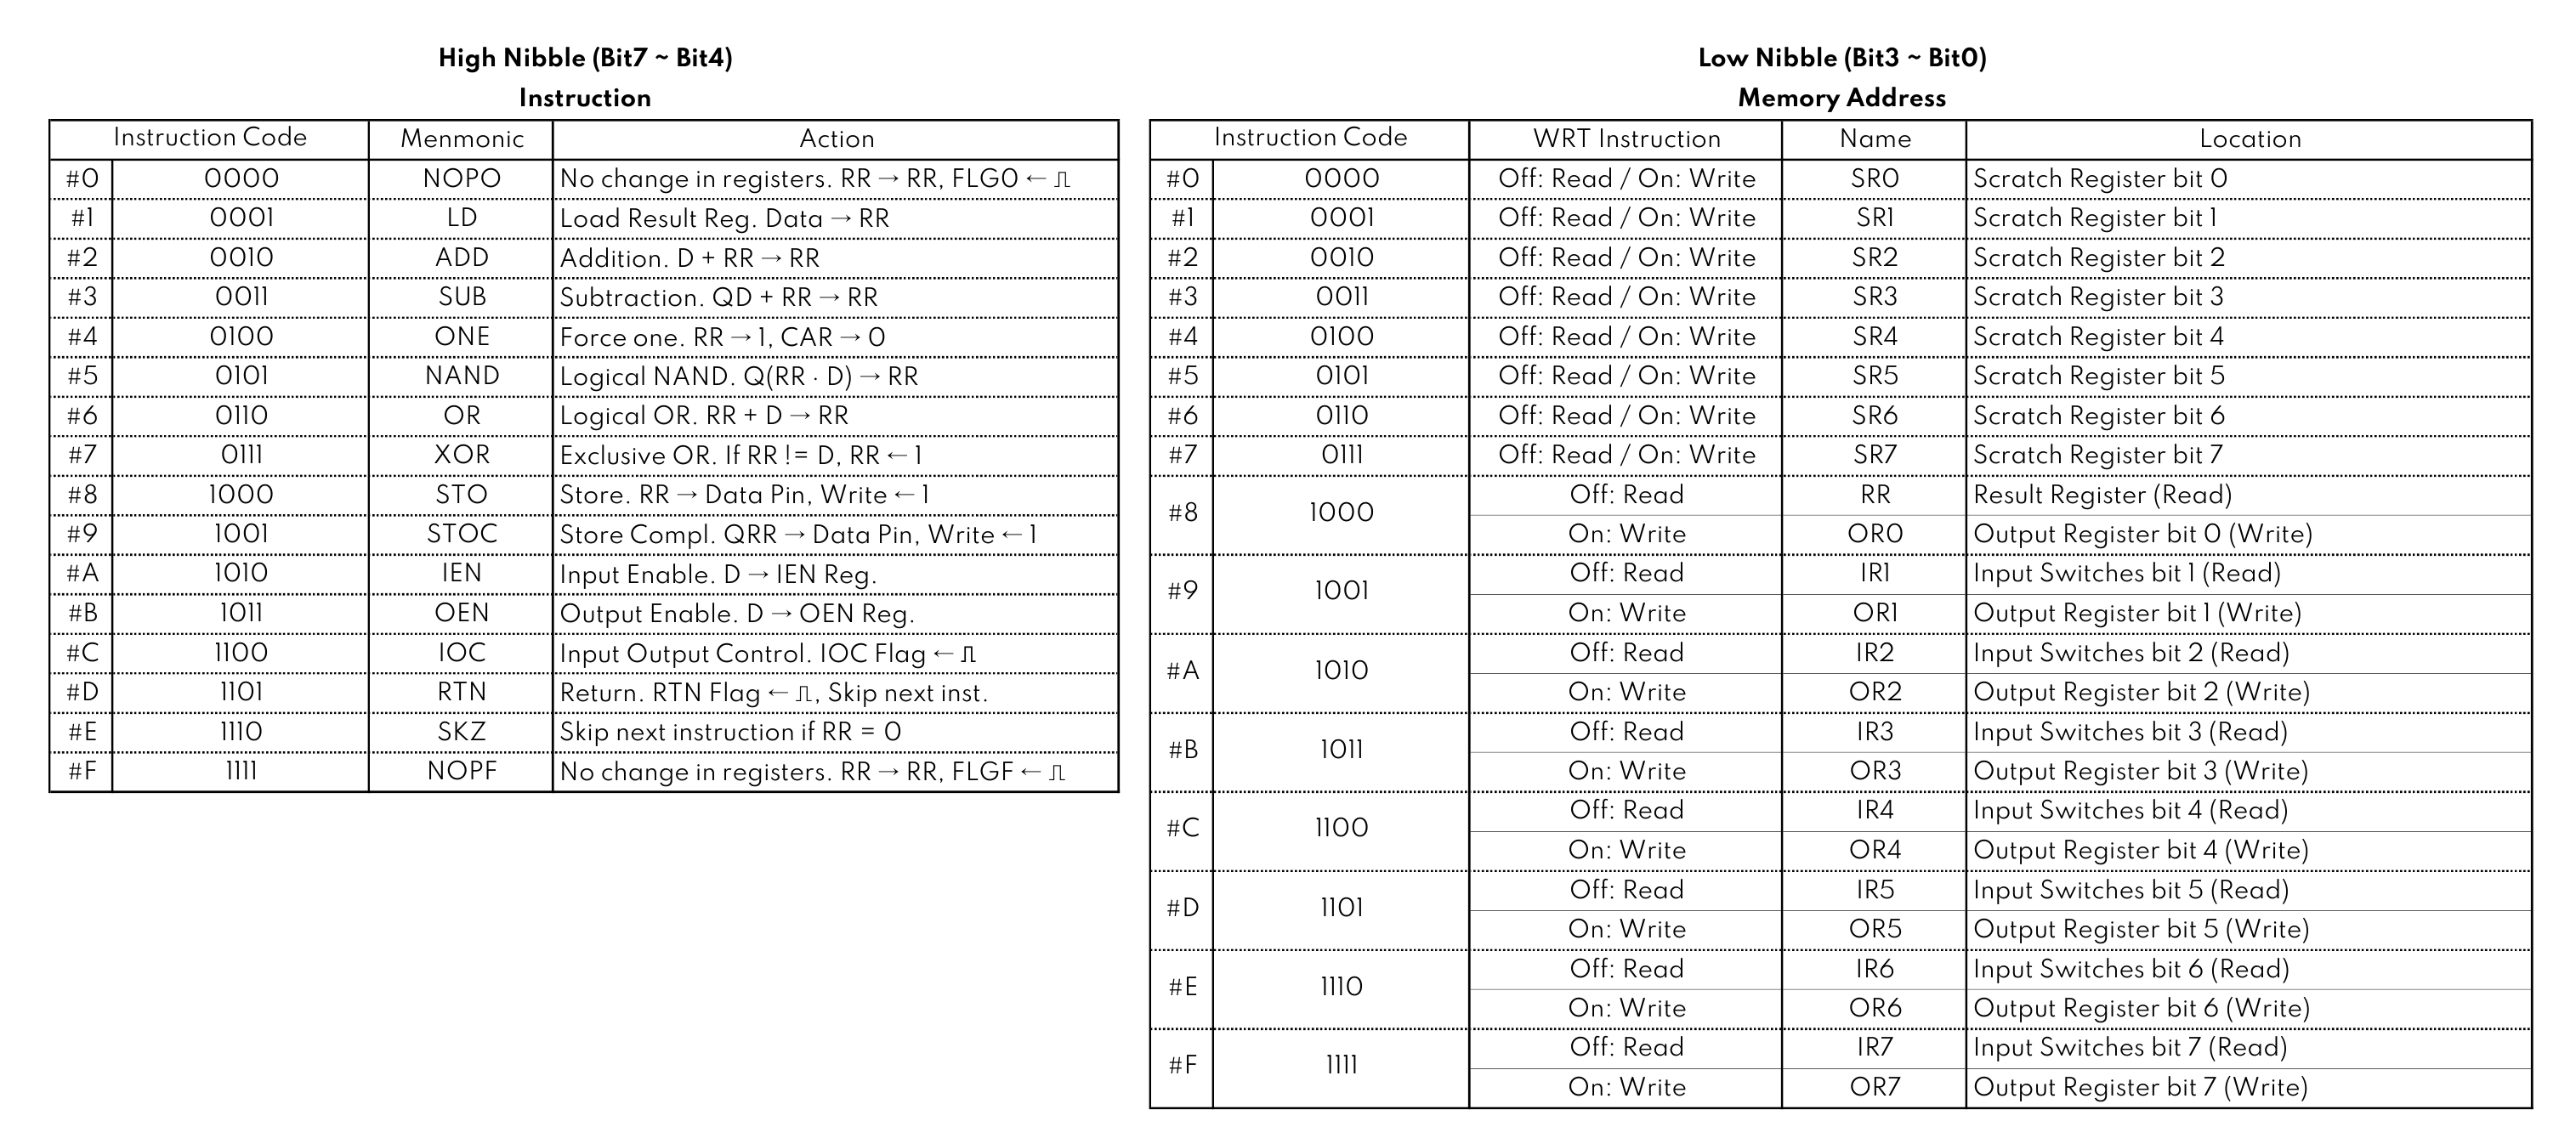 High Nibble (Bit7 ~ Bit4)
Instruction
Instruction Code Menmonic Action
#0 0000 NOPO No change in registers. RR → RR, FLG0 ← ⎍
#1 0001 LD Load Result Reg. Data → RR
#2 0010 ADD Addition. D + RR → RR
#3 0011 SUB Subtraction. QD + RR → RR
#4 0100 ONE Force one. RR → 1, CAR → 0
#5 0101 NAND Logical NAND. Q(RR · D) → RR
#6 0110 OR Logical OR. RR + D → RR
#7 0111 XOR Exclusive OR. If RR != D, RR ← 1
#8 1000 STO Store. RR → Data Pin, Write ← 1
#9 1001 STOC Store Compl. QRR → Data Pin, Write ← 1
#A 1010 IEN Input Enable. D → IEN Reg.
#B 1011 OEN Output Enable. D → OEN Reg.
#C 1100 IOC Input Output Control. IOC Flag ← ⎍
#D 1101 RTN Return. RTN Flag ← ⎍, Skip next inst.
#E 1110 SKZ Skip next instruction if RR = 0
#F 1111 NOPF No change in registers. RR → RR, FLGF ← ⎍
Low Nibble (Bit3 ~ Bit0)
Memory Address
Instruction Code WRT Instruction Name Location
#0 0000 Off: Read / On: Write SR0 Scratch Register bit 0
#1 0001 Off: Read / On: Write SR1 Scratch Register bit 1
#2 0010 Off: Read / On: Write SR2 Scratch Register bit 2
#3 0011 Off: Read / On: Write SR3 Scratch Register bit 3
#4 0100 Off: Read / On: Write SR4 Scratch Register bit 4
#5 0101 Off: Read / On: Write SR5 Scratch Register bit 5
#6 0110 Off: Read / On: Write SR6 Scratch Register bit 6
#7 0111 Off: Read / On: Write SR7 Scratch Register bit 7
#8 1000 Off: Read RR Result Register (Read)
On: Write OR0 Output Register bit 0 (Write)
#9 1001 Off: Read IR1 Input Switches bit 1 (Read)
On: Write OR1 Output Register bit 1 (Write)
#A 1010 Off: Read IR2 Input Switches bit 2 (Read)
On: Write OR2 Output Register bit 2 (Write)
#B 1011 Off: Read IR3 Input Switches bit 3 (Read)
On: Write OR3 Output Register bit 3 (Write)
#C 1100 Off: Read IR4 Input Switches bit 4 (Read)
On: Write OR4 Output Register bit 4 (Write)
#D 1101 Off: Read IR5 Input Switches bit 5 (Read)
On: Write OR5 Output Register bit 5 (Write)
#E 1110 Off: Read IR6 Input Switches bit 6 (Read)
On: Write OR6 Output Register bit 6 (Write)
#F 1111 Off: Read IR7 Input Switches bit 7 (Read)
On: Write OR7 Output Register bit 7 (Write)